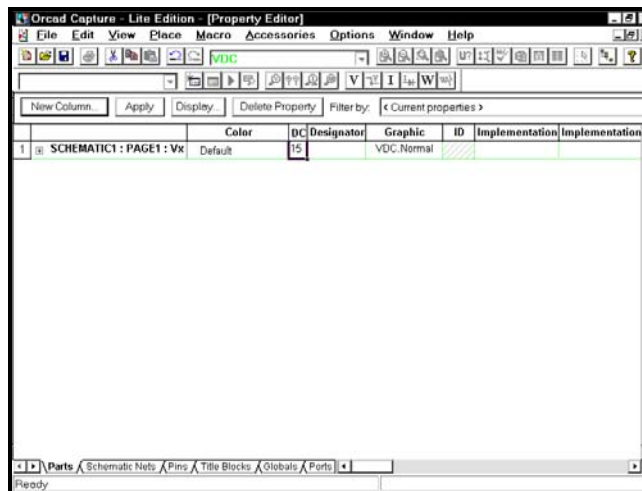 Orcad Capture - Lite Edition - [Property Editor]
File Edit View Place Macro Accessories Options Window Help
VDC
U?
V I W
New Column... Apply Display... Delete Property Filter by: < Current properties >
Color DC Designator Graphic ID Implementation Implementation
1 SCHEMATIC1 : PAGE1 : Vx Default 15 VDC.Normal
Parts Schematic Nets Pins Title Blocks Globals Ports
Ready